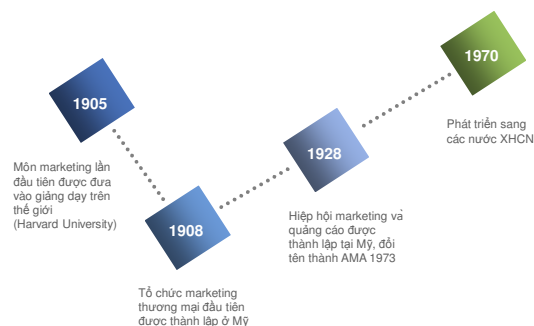 1905
Môn marketing lần
đầu tiên được đưa
vào giảng dạy trên
thế giới
(Harvard University)
1908
Tổ chức marketing
thương mại đầu tiên
được thành lập ở Mỹ
1928
Hiệp hội marketing và
quảng cáo được
thành lập tại Mỹ, đổi
tên thành AMA 1973
1970
Phát triển sang
các nước XHCN